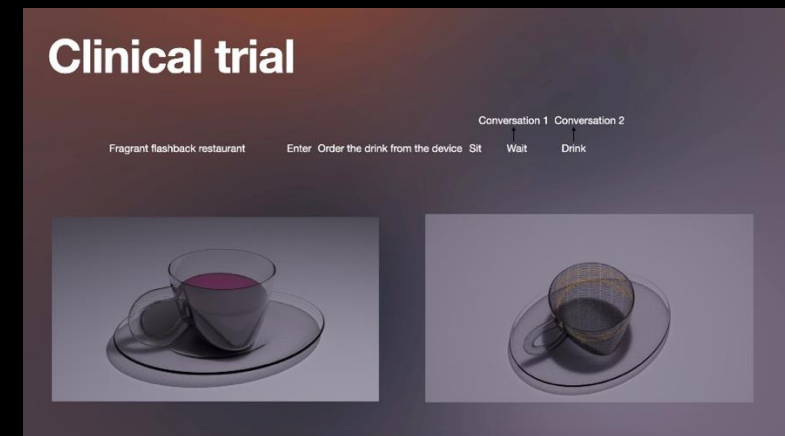 Clinical trial
Conversation 1 Conversation 2
Fragrant flashback restaurant Enter Order the drink from the device Sit Wait Drink